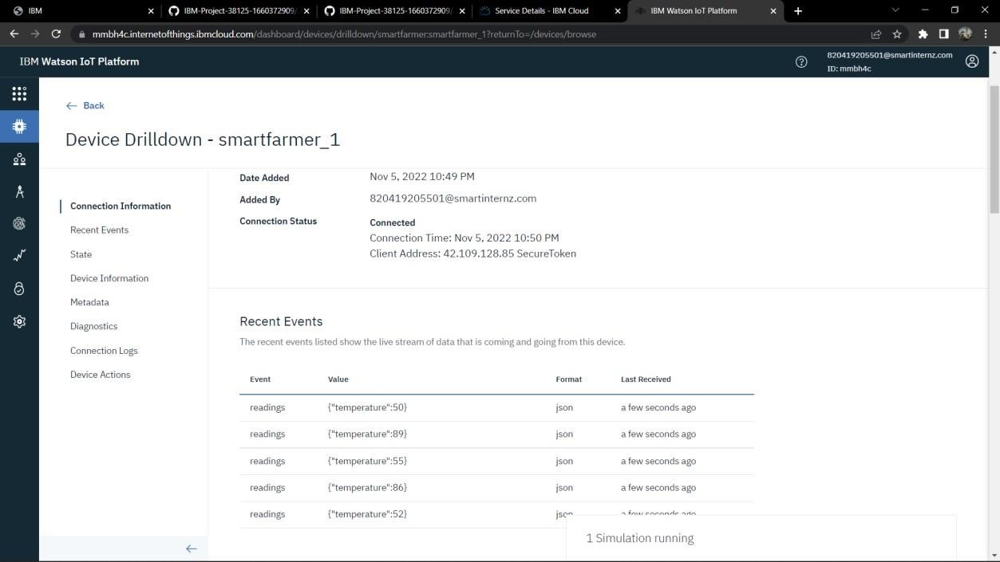 IBM
IBM-Project-38125-1660372909/
IBM-Project-38125-1660372909/
Service Details - IBM Cloud
IBM Watson IoT Platform
mmbh4c.internetofthings.ibmcloud.com/dashboard/devices/drilldown/smartfarmer:smartfarmer_1?returnTo=/devices/browse
IBM Watson IoT Platform
820419205501@smartinternz.com
ID: mmbh4c
Back
Device Drilldown - smartfarmer_1
Connection Information
Recent Events
State
Device Information
Metadata
Diagnostics
Connection Logs
Device Actions
Date Added Nov 5, 2022 10:49 PM
Added By 820419205501@smartinternz.com
Connection Status Connected
Connection Time: Nov 5, 2022 10:50 PM
Client Address: 42.109.128.85 SecureToken
Recent Events
The recent events listed show the live stream of data that is coming and going from this device.
Event Value Format Last Received
readings {"temperature":50} json a few seconds ago
readings {"temperature":89} json a few seconds ago
readings {"temperature":55} json a few seconds ago
readings {"temperature":86} json a few seconds ago
readings {"temperature":52} json a few seconds ago
1 Simulation running